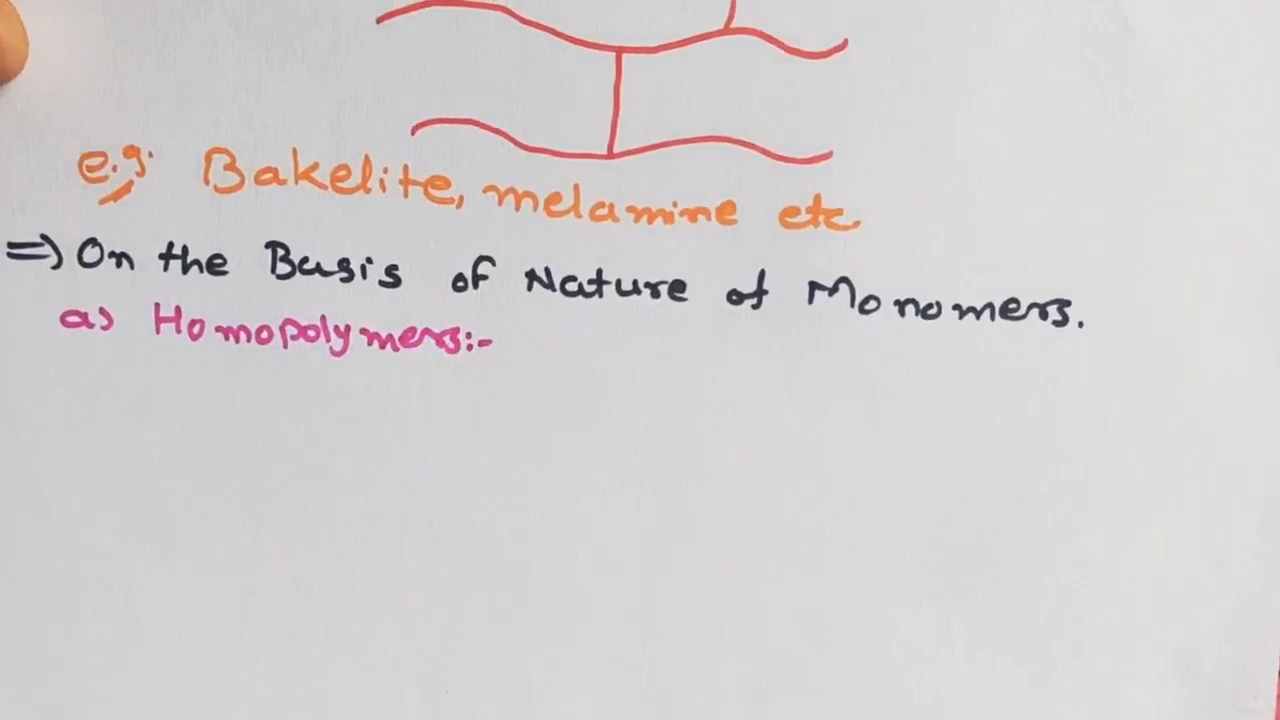 e.g. Bakelite, melamine etc
=> On the Basis of Nature of Monomers.
a) Homopolymers:-